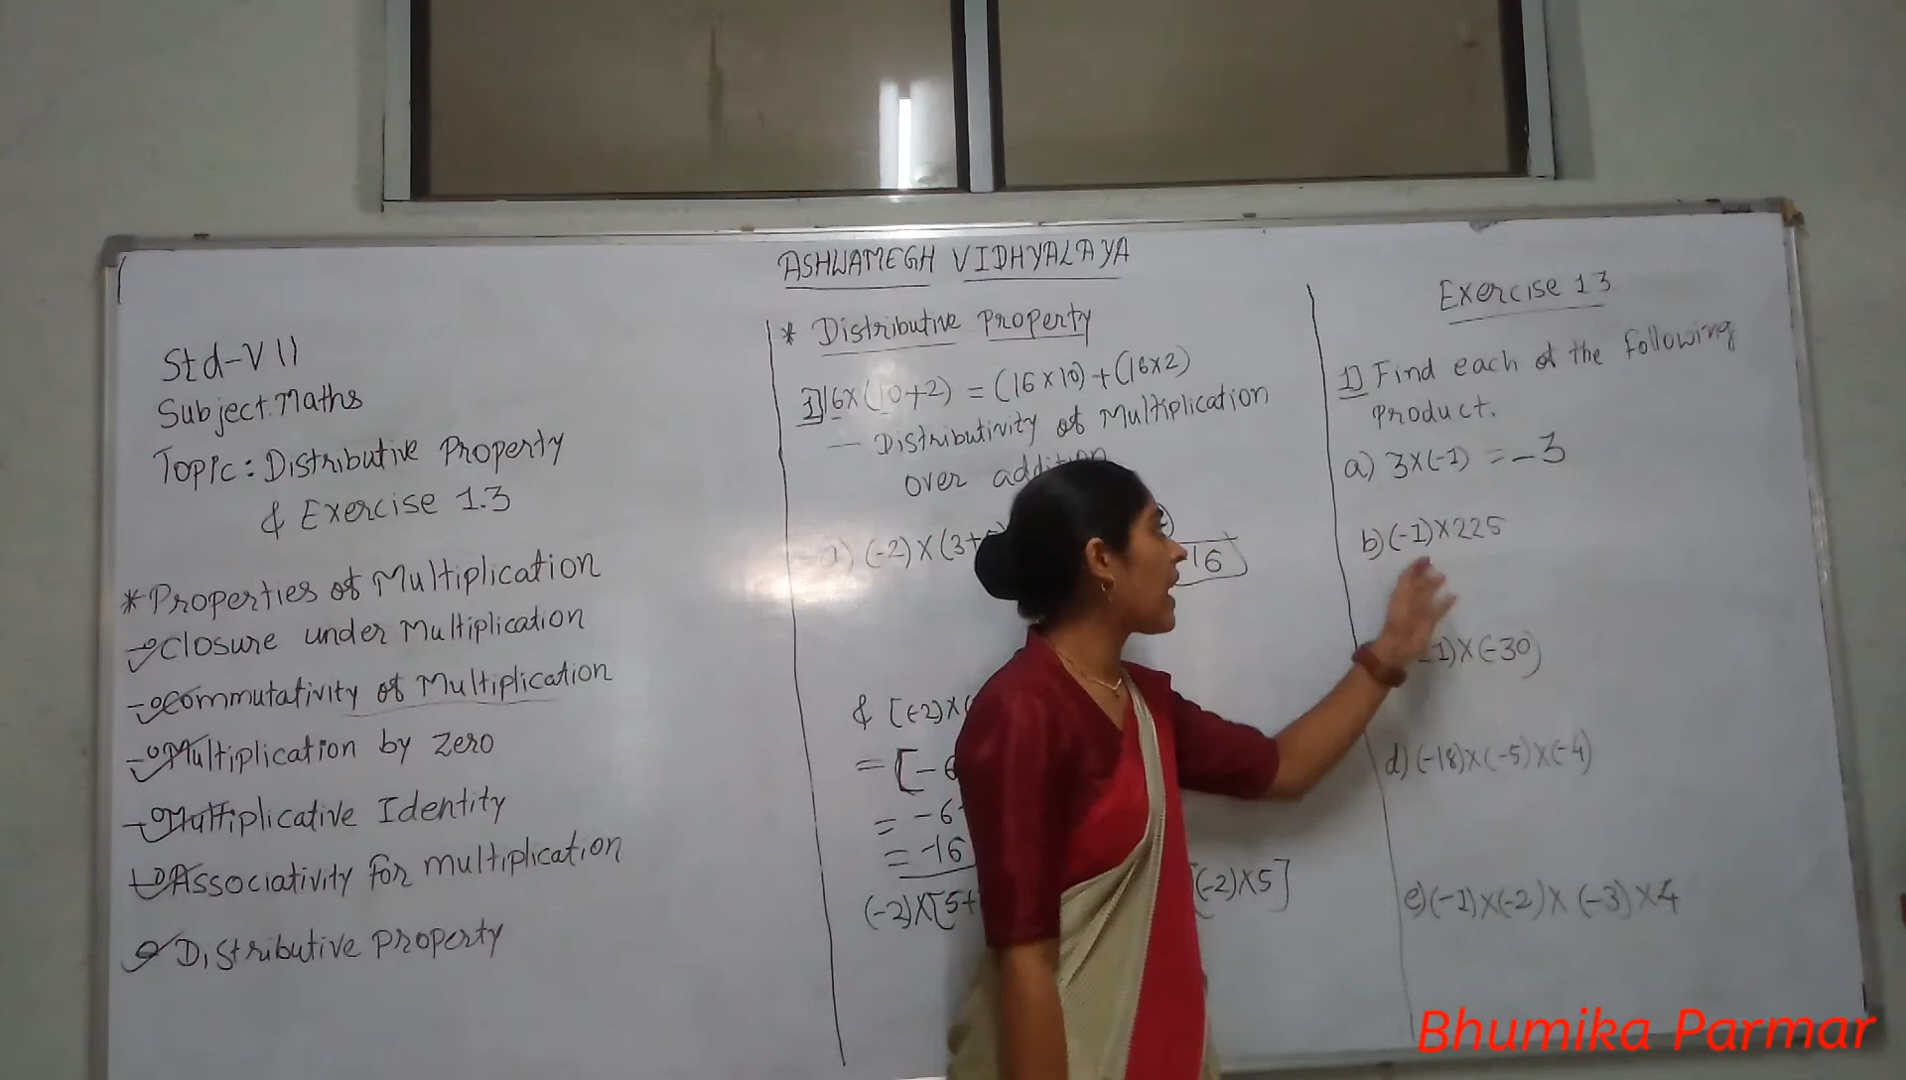 ASHWAMEGH VIDHYALAYA
Std-VII
Subject: Maths
Topic: Distributive Property
& Exercise 1.3
* Properties of Multiplication
- Closure under Multiplication
- Commutativity of Multiplication
- Multiplication by Zero
- Multiplicative Identity
- Associativity for multiplication
Distributive property
* Distributive Property
1] 16×(10+2) = (16×10)+(16×2)
— Distributivity of Multiplication
over addition
a) (-2)×(3+
16
& [(-2)×
= [-6
= -6
= -16
(-2)×[5+ (-2)×5]
Exercise 1.3
1] Find each of the following
product.
a) 3×(-1) = -3
b) (-1)×225
1)×(-30)
d) (-18)×(-5)×(-4)
e) (-1)×(-2)×(-3)×4
Bhumika Parmar